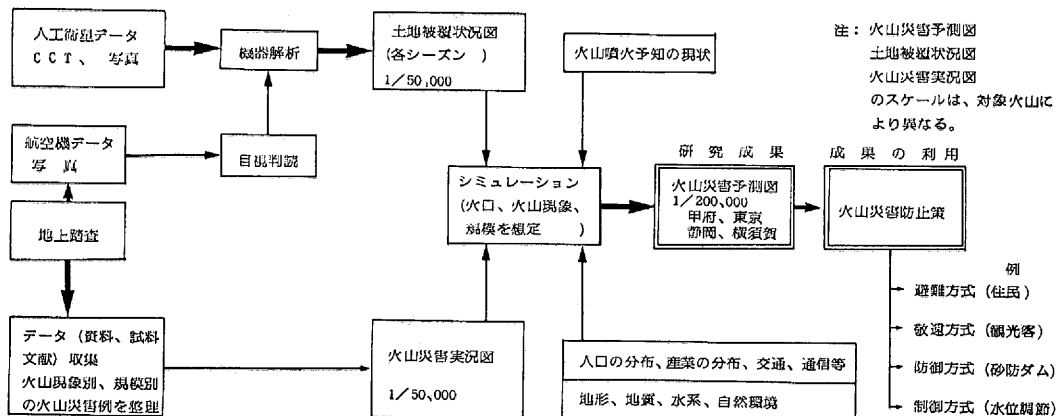 人工衛星データ
CCT、 写真
機器解析
土地被覆状況図
(各シーズン )
1/50,000
火山噴火予知の現状
注: 火山災害予測図
土地被覆状況図
火山災害実況図
のスケールは、対象火山に
より異なる。
航空機データ
写 真
目視判読
地上踏査
シミュレーション
(火口、火山現象、
規模を想定 )
研 究 成 果
火山災害予測図
1/200,000
甲府、東京
静岡、横須賀
成 果 の 利 用
火山災害防止策
例
避難方式 (住民)
敬遠方式 (観光客)
防御方式 (砂防ダム)
制御方式 (水位調節)
データ (資料、試料
文献) 収集
火山現象別、規模別
の火山災害例を整理
火山災害実況図
1/50,000
人口の分布、産業の分布、交通、通信等
地形、地質、水系、自然環境